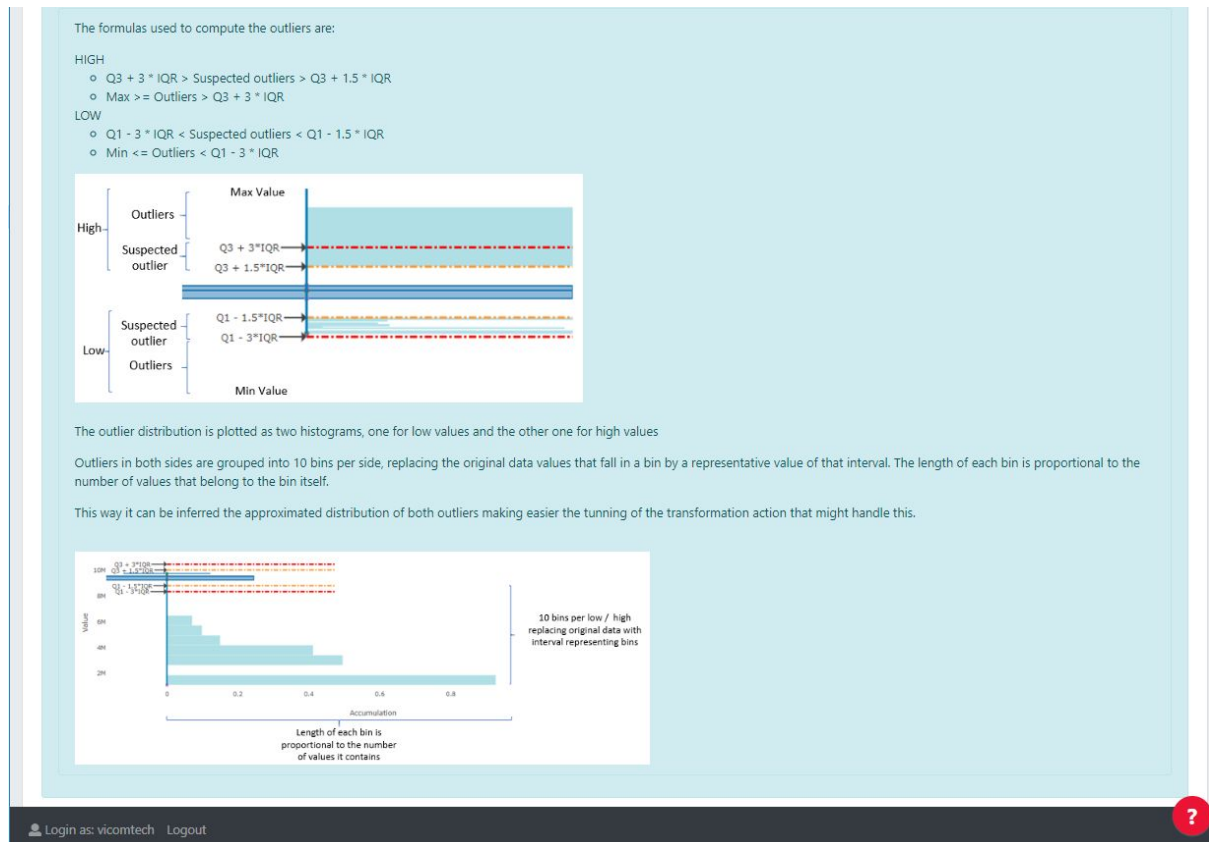 The formulas used to compute the outliers are:
HIGH
Q3 + 3 * IQR > Suspected outliers > Q3 + 1.5 * IQR
Max >= Outliers > Q3 + 3 * IQR
LOW
Q1 - 3 * IQR < Suspected outliers < Q1 - 1.5 * IQR
Min <= Outliers < Q1 - 3 * IQR
Max Value
Outliers
High
Suspected
outlier
Q3 + 3*IQR
Q3 + 1.5*IQR
Q1 - 1.5*IQR
Suspected
outlier
Q1 - 3*IQR
Low
Outliers
Min Value
The outlier distribution is plotted as two histograms, one for low values and the other one for high values
Outliers in both sides are grouped into 10 bins per side, replacing the original data values that fall in a bin by a representative value of that interval. The length of each bin is proportional to the
number of values that belong to the bin itself.
This way it can be inferred the approximated distribution of both outliers making easier the tunning of the transformation action that might handle this.
Q3 + 3*IQR
10M
Q3 + 1.5*IQR
Q1 - 1.5*IQR
Q1 - 3*IQR
8M
Value
6M
4M
2M
0
0.2
0.4
0.6
0.8
Accumulation
10 bins per low / high
replacing original data with
interval representing bins
Length of each bin is
proportional to the number
of values it contains
Login as: vicomtech Logout
?